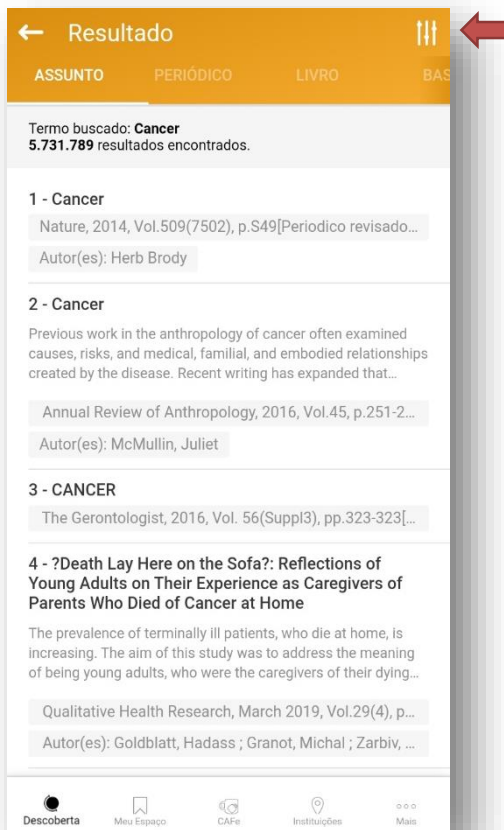 Resultado
ASSUNTO PERIÓDICO LIVRO BAS
Termo buscado: Cancer
5.731.789 resultados encontrados.
1 - Cancer
Nature, 2014, Vol.509(7502), p.S49[Periodico revisado...
Autor(es): Herb Brody
2 - Cancer
Previous work in the anthropology of cancer often examined
causes, risks, and medical, familial, and embodied relationships
created by the disease. Recent writing has expanded that...
Annual Review of Anthropology, 2016, Vol.45, p.251-2...
Autor(es): McMullin, Juliet
3 - CANCER
The Gerontologist, 2016, Vol. 56(Suppl3), pp.323-323[...
4 - ?Death Lay Here on the Sofa?: Reflections of
Young Adults on Their Experience as Caregivers of
Parents Who Died of Cancer at Home
The prevalence of terminally ill patients, who die at home, is
increasing. The aim of this study was to address the meaning
of being young adults, who were the caregivers of their dying...
Qualitative Health Research, March 2019, Vol.29(4), p...
Autor(es): Goldblatt, Hadass ; Granot, Michal ; Zarbiv, ...
Descoberta Meu Espaço CAFe Instituições Mais